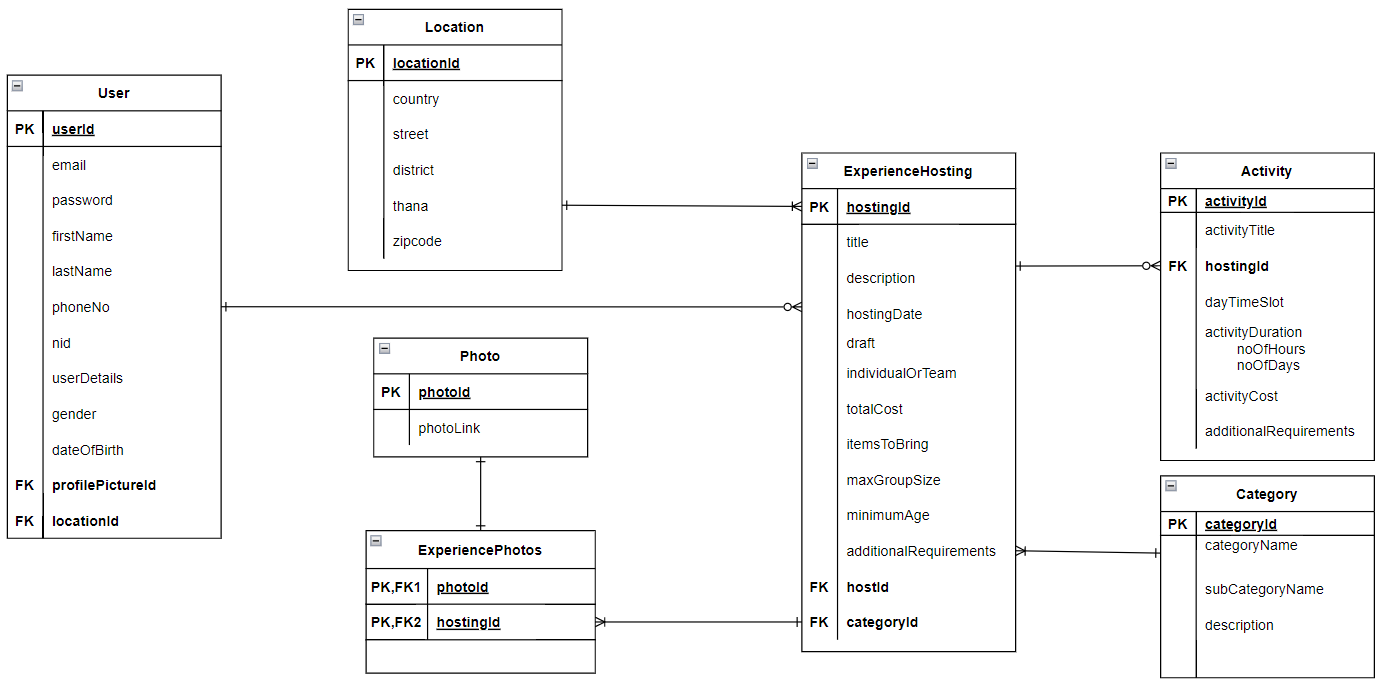 Location
PK locationId
country
street
district
thana
zipcode
User
PK userId
email
password
firstName
lastName
phoneNo
nid
userDetails
gender
dateOfBirth
FK profilePictureId
FK locationId
Photo
PK photoId
photoLink
ExperiencePhotos
PK,FK1 photoId
PK,FK2 hostingId
ExperienceHosting
PK hostingId
title
description
hostingDate
draft
individualOrTeam
totalCost
itemsToBring
maxGroupSize
minimumAge
additionalRequirements
FK hostId
FK categoryId
Activity
PK activityId
activityTitle
FK hostingId
dayTimeSlot
activityDuration
noOfHours
noOfDays
activityCost
additionalRequirements
Category
PK categoryId
categoryName
subCategoryName
description